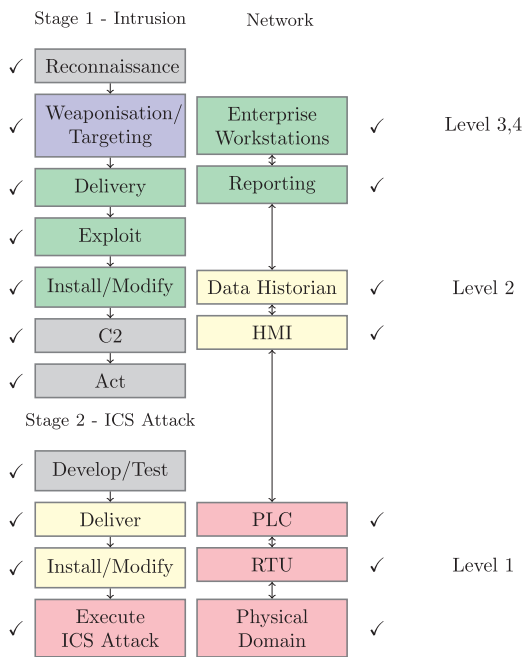 Stage 1 - Intrusion
Network
✓ Reconnaissance
✓ Weaponisation/
Targeting
Enterprise
Workstations ✓
Level 3,4
✓ Delivery
Reporting ✓
✓ Exploit
✓ Install/Modify
Data Historian ✓
Level 2
✓ C2
HMI ✓
✓ Act
Stage 2 - ICS Attack
✓ Develop/Test
✓ Deliver
PLC ✓
✓ Install/Modify
RTU ✓
Level 1
✓ Execute
ICS Attack
Physical
Domain ✓